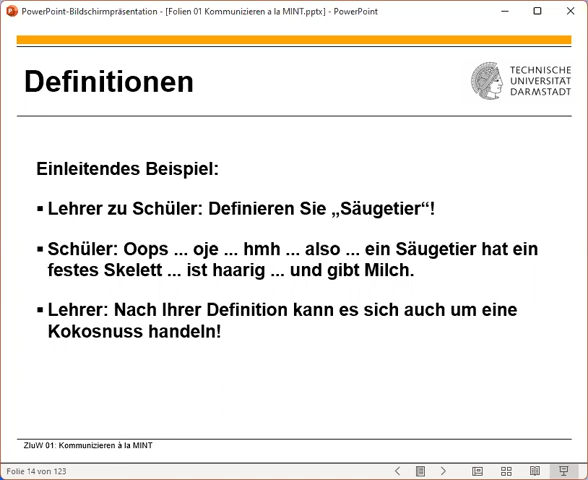 PowerPoint-Bildschirmpräsentation - [Folien 01 Kommunizieren a la MINT.pptx] - PowerPoint
Definitionen
TECHNISCHE
UNIVERSITÄT
DARMSTADT
Einleitendes Beispiel:
▪ Lehrer zu Schüler: Definieren Sie „Säugetier“!
▪ Schüler: Oops ... oje ... hmh ... also ... ein Säugetier hat ein
festes Skelett ... ist haarig ... und gibt Milch.
▪ Lehrer: Nach Ihrer Definition kann es sich auch um eine
Kokosnuss handeln!
ZIuW 01: Kommunizieren à la MINT
Folie 14 von 123